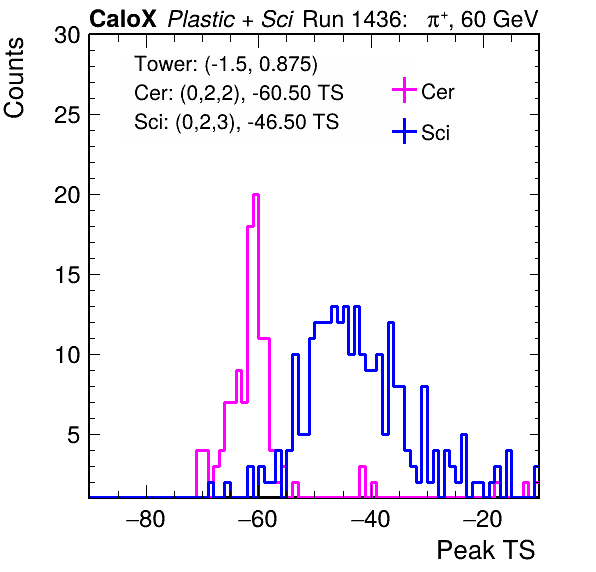 CaloX Plastic + Sci Run 1436: π⁺, 60 GeV
Counts
30
25
20
15
10
5
Tower: (-1.5, 0.875)
Cer: (0,2,2), -60.50 TS
Sci: (0,2,3), -46.50 TS
Cer
Sci
−80 −60 −40 −20
Peak TS